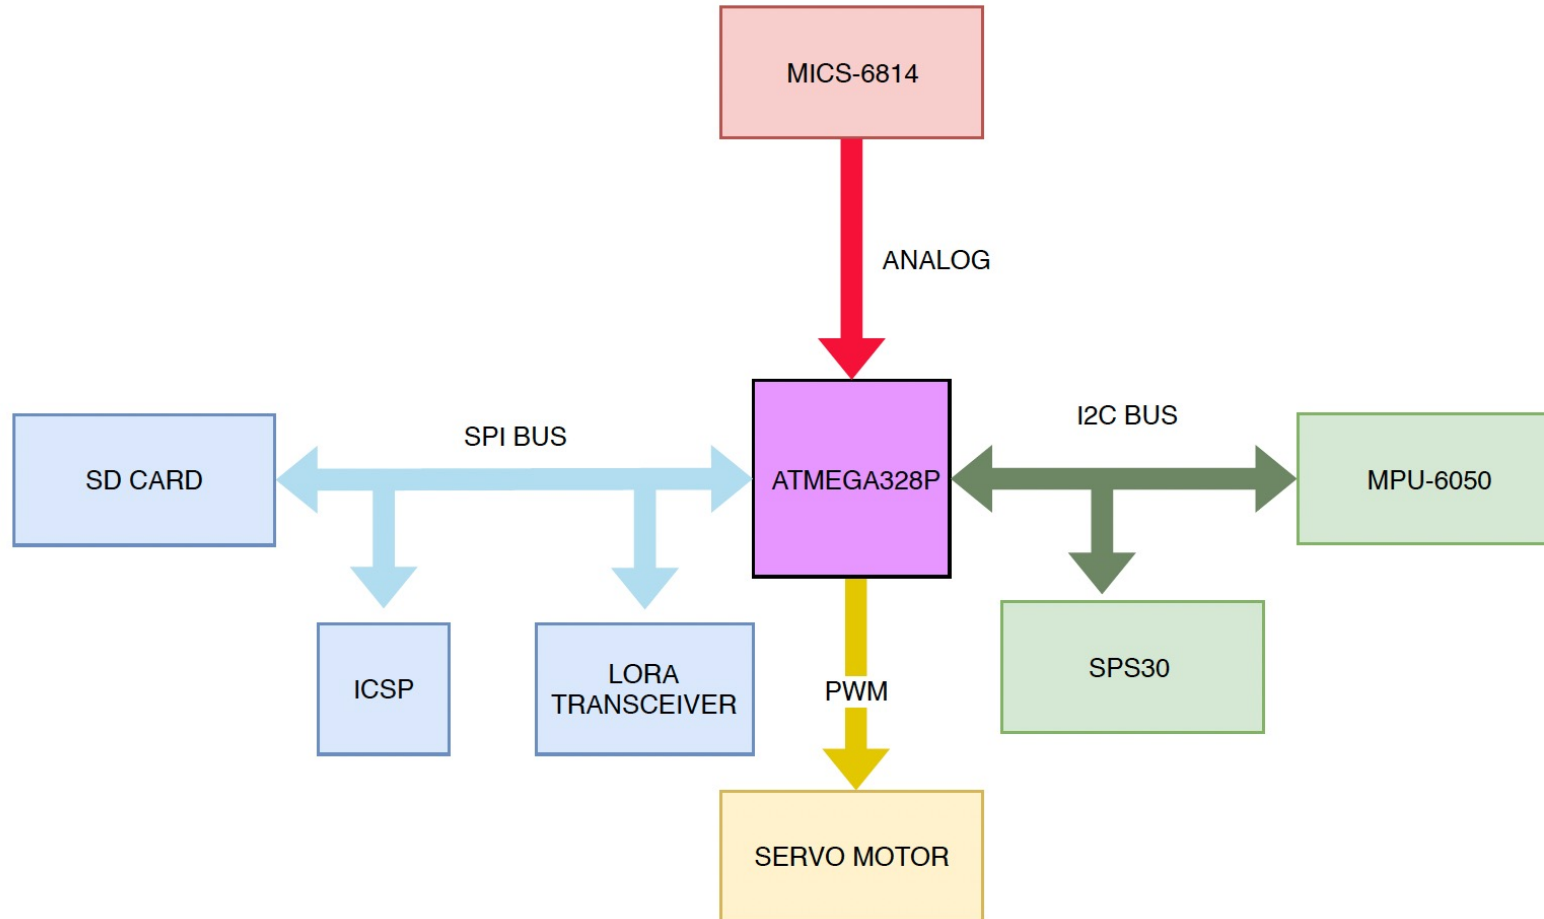 MICS-6814
ANALOG
SPI BUS
I2C BUS
SD CARD
ATMEGA328P
MPU-6050
ICSP
LORA
TRANSCEIVER
PWM
SPS30
SERVO MOTOR